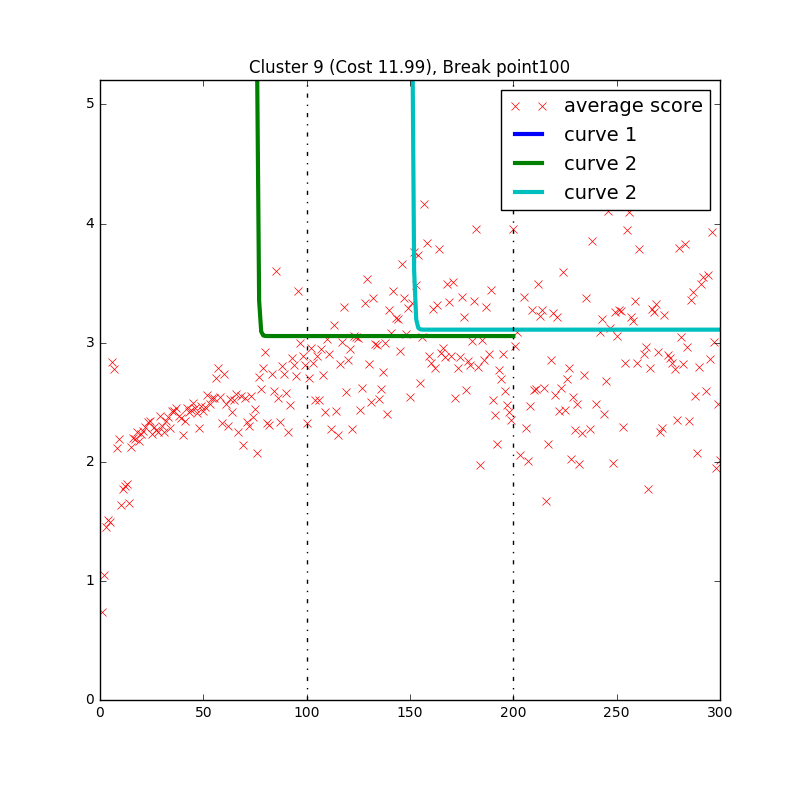 Cluster 9 (Cost 11.99), Break point100
average score
curve 1
curve 2
curve 2
5
4
3
2
1
0
0 50 100 150 200 250 300